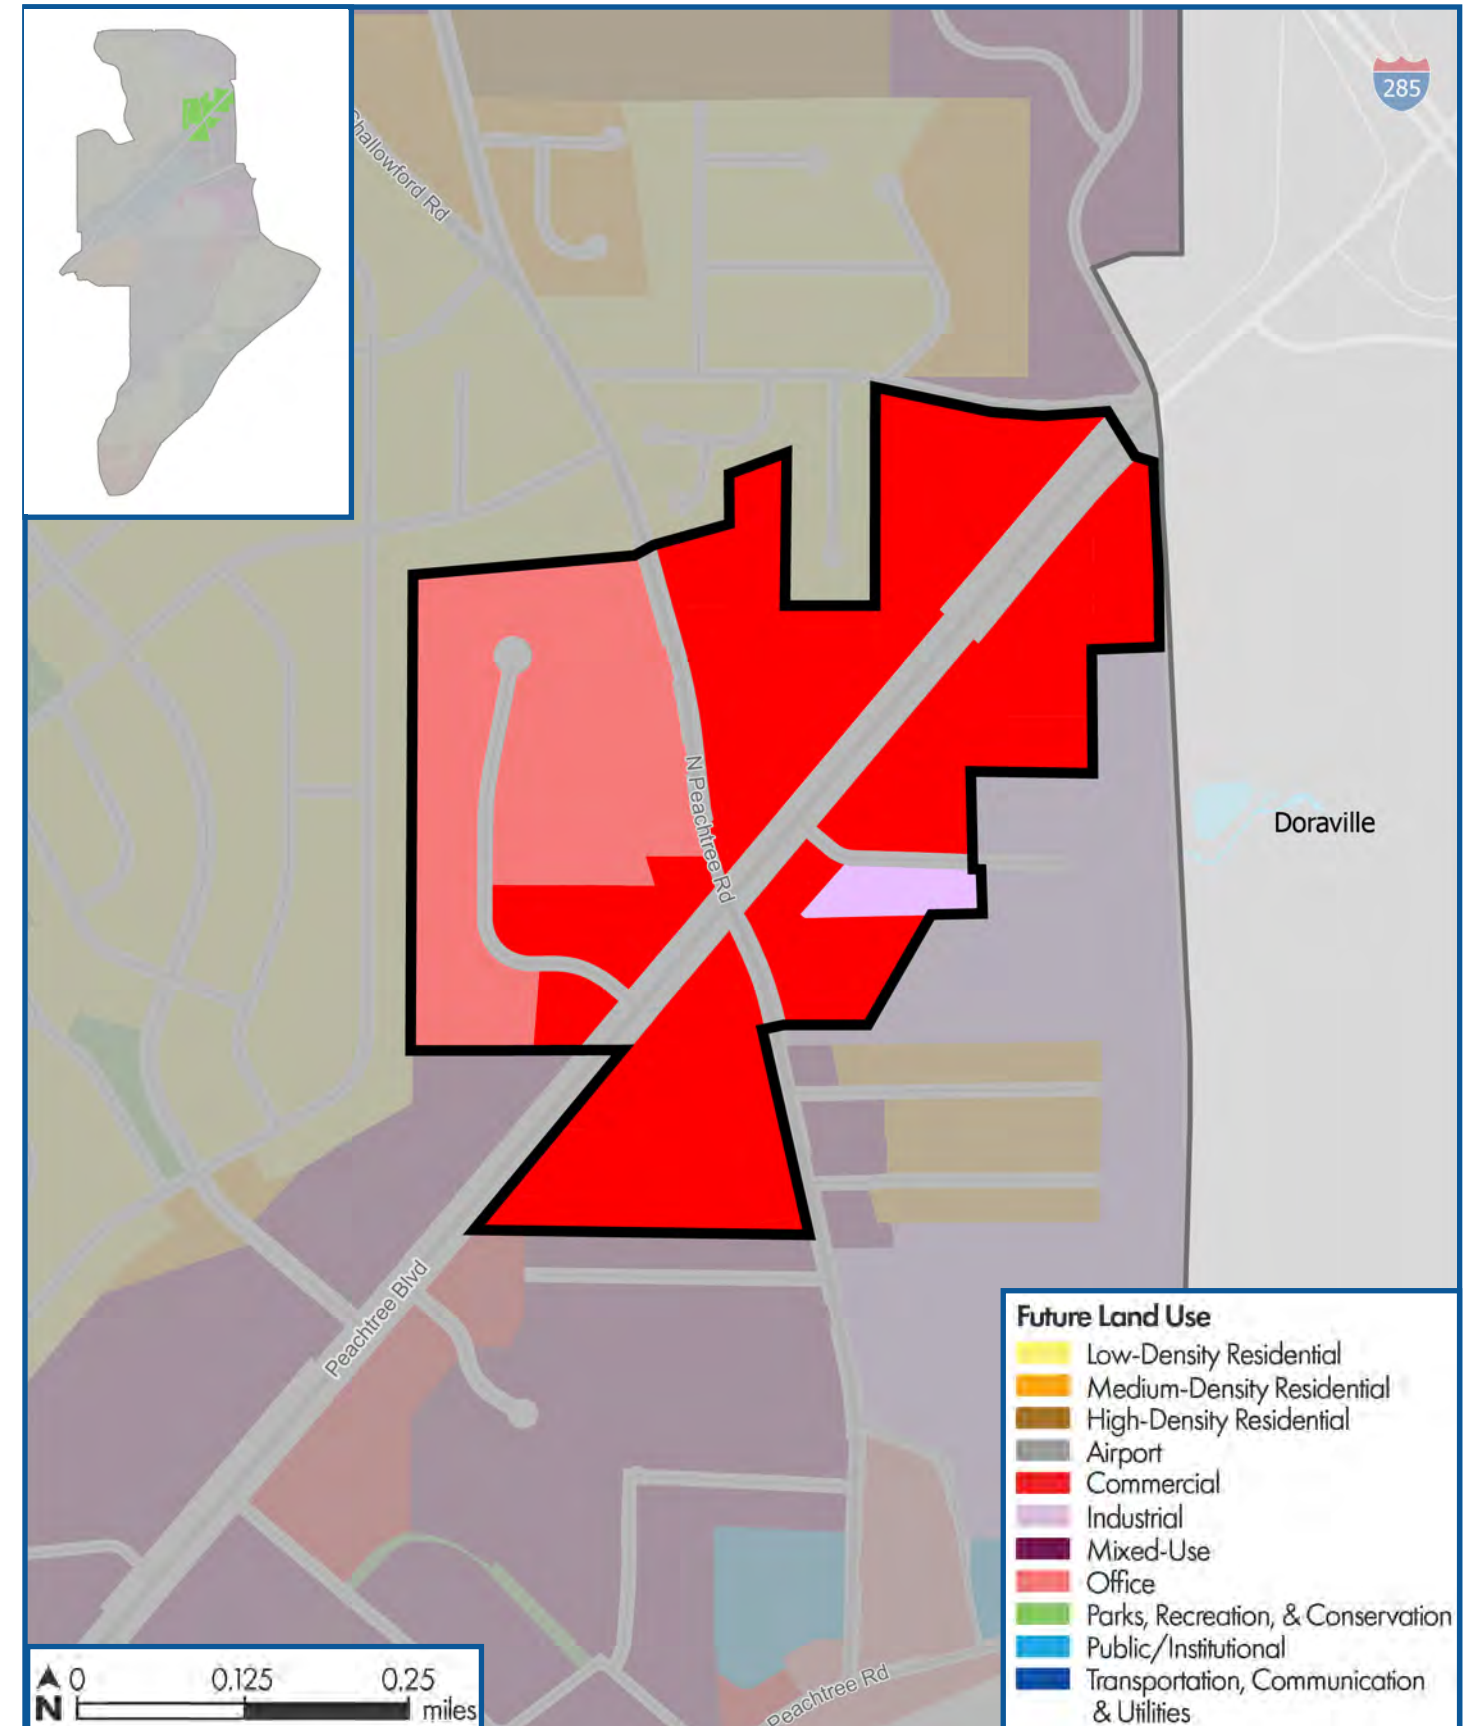 285
Shallowford Rd
N Peachtree Rd
Doraville
Peachtree Blvd
Peachtree Rd
Future Land Use
Low-Density Residential
Medium-Density Residential
High-Density Residential
Airport
Commercial
Industrial
Mixed-Use
Office
Parks, Recreation, & Conservation
Public/Institutional
Transportation, Communication
& Utilities
0 0.125 0.25
N miles